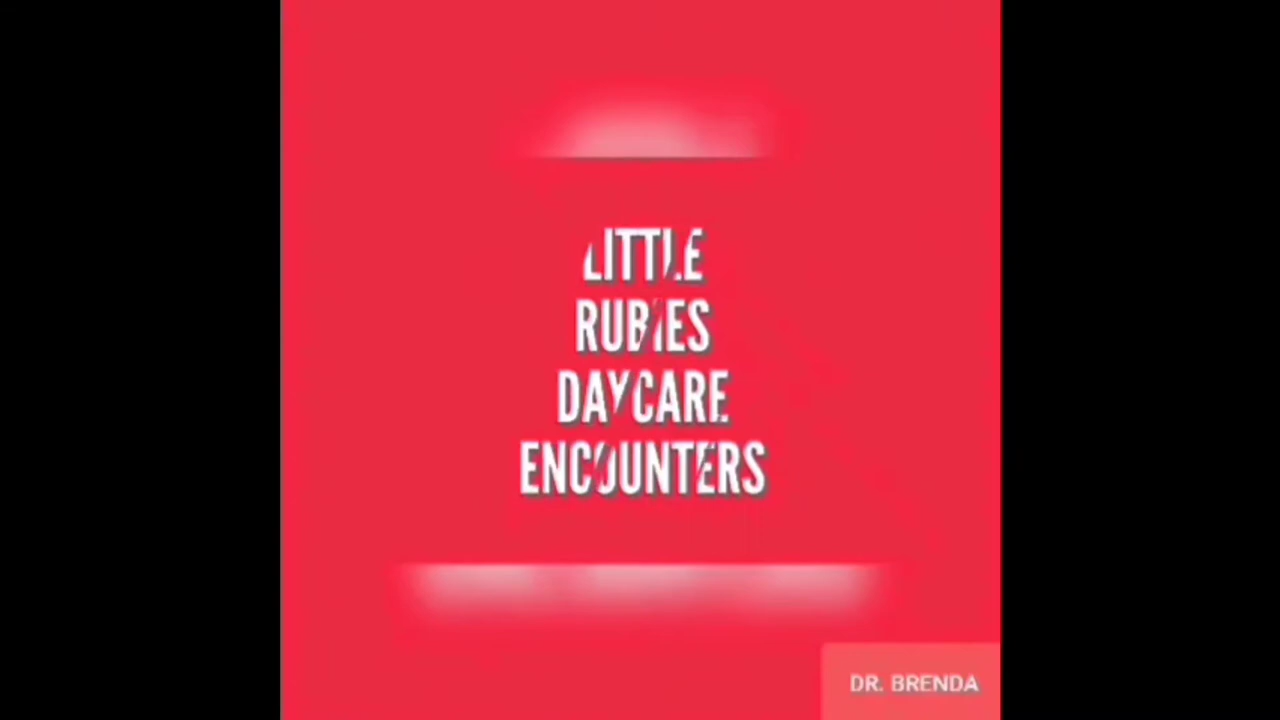 LITTLE
RUBIES
DAYCARE
ENCOUNTERS
DR. BRENDA